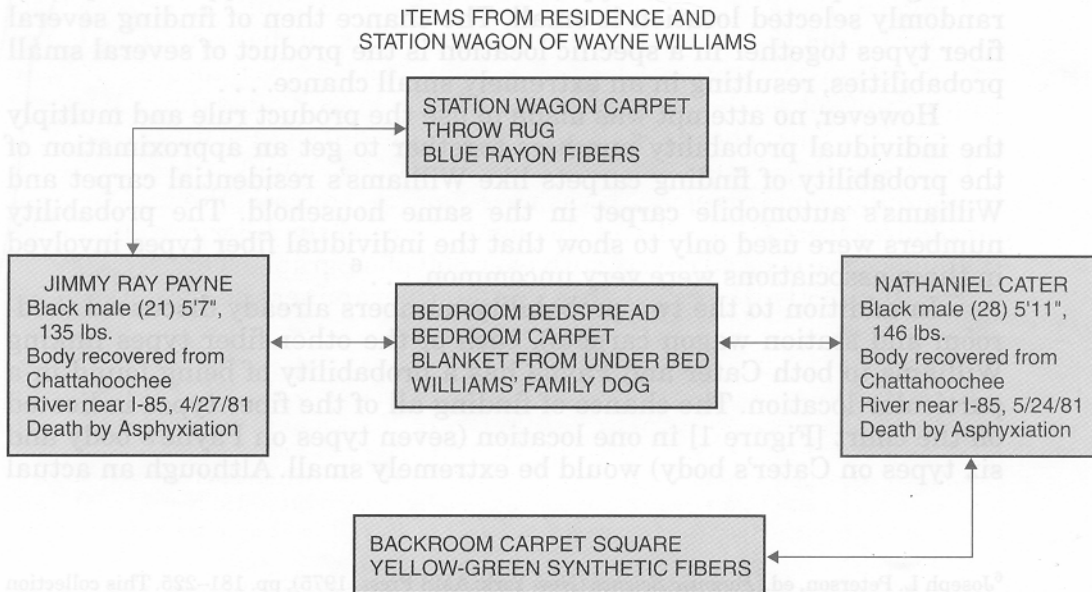 ITEMS FROM RESIDENCE AND
STATION WAGON OF WAYNE WILLIAMS
STATION WAGON CARPET
THROW RUG
BLUE RAYON FIBERS
JIMMY RAY PAYNE
Black male (21) 5'7",
135 lbs.
Body recovered from
Chattahoochee
River near I-85, 4/27/81
Death by Asphyxiation
BEDROOM BEDSPREAD
BEDROOM CARPET
BLANKET FROM UNDER BED
WILLIAMS' FAMILY DOG
NATHANIEL CATER
Black male (28) 5'11",
146 lbs.
Body recovered from
Chattahoochee
River near I-85, 5/24/81
Death by Asphyxiation
BACKROOM CARPET SQUARE
YELLOW-GREEN SYNTHETIC FIBERS